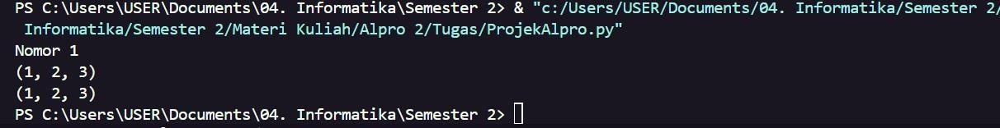 PS C:\Users\USER\Documents\04. Informatika\Semester 2> & "c:/Users/USER/Documents/04. Informatika/Semester 2/
Informatika/Semester 2/Materi Kuliah/Alpro 2/Tugas/ProjekAlpro.py"
Nomor 1
(1, 2, 3)
(1, 2, 3)
PS C:\Users\USER\Documents\04. Informatika\Semester 2>